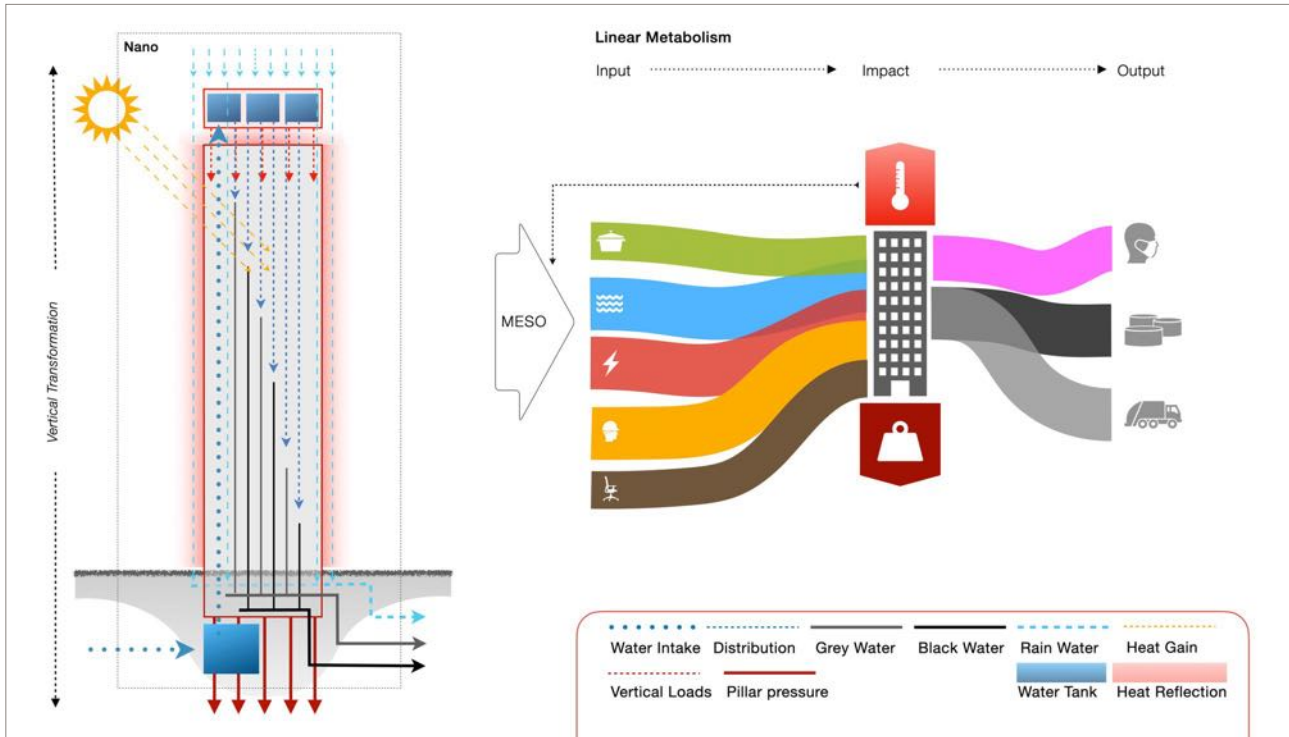 Nano
Vertical Transformation
Linear Metabolism
Input
Impact
Output
MESO
Water Intake
Distribution
Grey Water
Black Water
Rain Water
Heat Gain
Vertical Loads
Pillar pressure
Water Tank
Heat Reflection